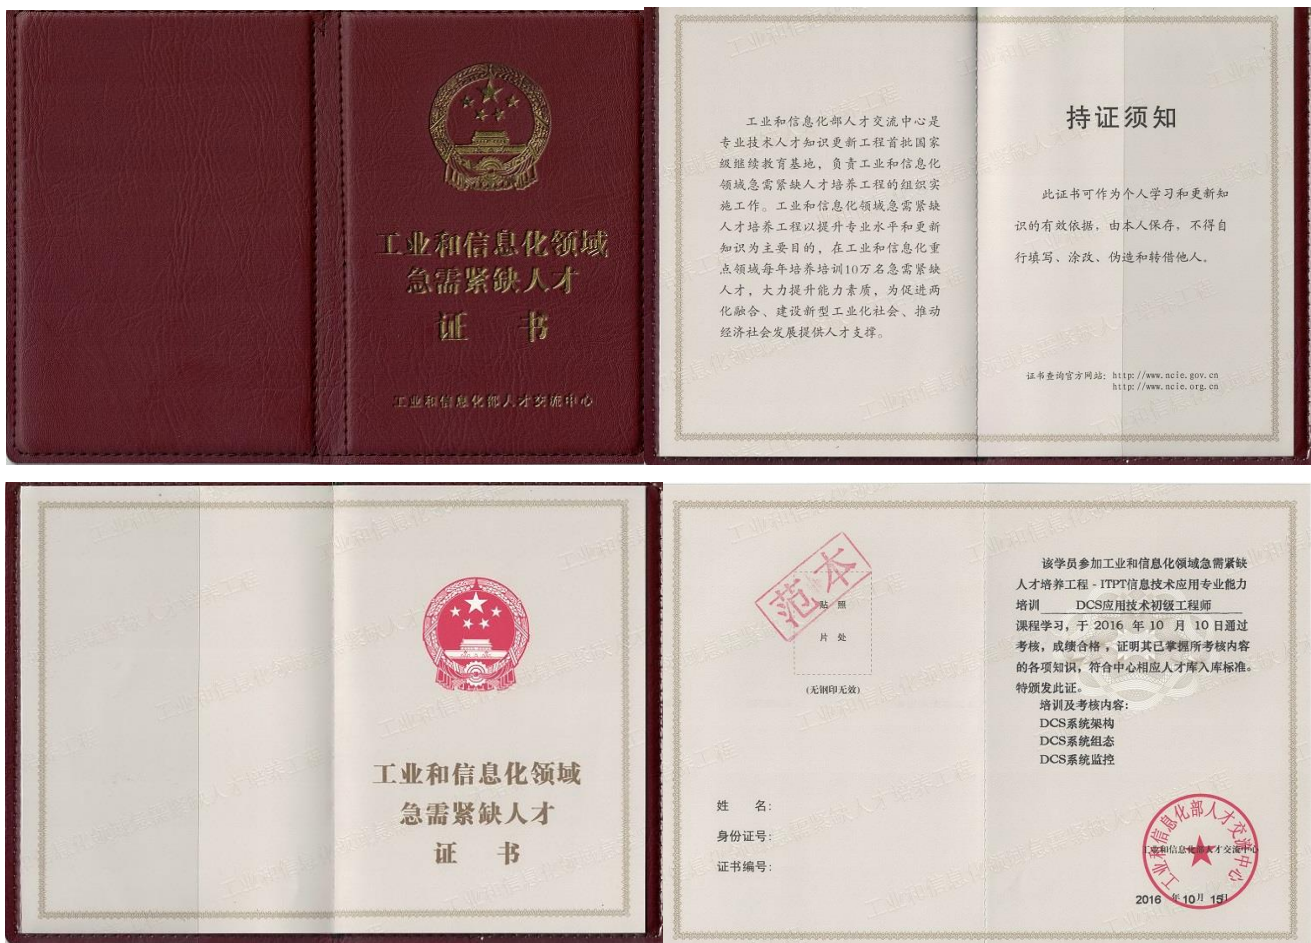 工业和信息化领域
急需紧缺人才
证 书
工业和信息化部人才交流中心
工业和信息化部人才交流中心是
专业技术人才知识更新工程首批国家
级继续教育基地，负责工业和信息化
领域急需紧缺人才培养工程的组织实
施工作。工业和信息化领域急需紧缺
人才培养工程以提升专业水平和更新
知识为主要目的，在工业和信息化重
点领域每年培养培训10万名急需紧缺
人才，大力提升能力素质，为促进两
化融合、建设新型工业化社会、推动
经济社会发展提供人才支撑。
持证须知
此证书可作为个人学习和更新知
识的有效依据，由本人保存，不得自
行填写、涂改、伪造和转借他人。
证书查询官方网站：http://www.ncie.gov.cn
http://www.ncie.org.cn
工业和信息化领域
急需紧缺人才
证 书
范本
贴 照
片 处
(无钢印无效)
姓 名：
身份证号：
证书编号：
该学员参加工业和信息化领域急需紧缺
人才培养工程 - ITPT信息技术应用专业能力
培训 DCS应用技术初级工程师
课程学习，于 2016 年 10 月 10 日通过
考核，成绩合格 ，证明其已掌握所考核内容
的各项知识，符合中心相应人才库入库标准。
特颁发此证。
培训及考核内容：
DCS系统架构
DCS系统组态
DCS系统监控
工业和信息化部人才交流中心
工业和信息化部人才交流中心
2016 年 10 月 15 日